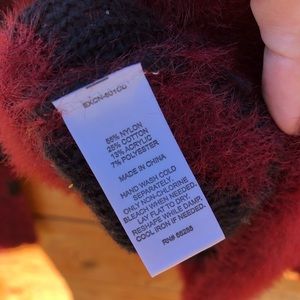 55% NYLON
25% COTTON
13% ACRYLIC
7% POLYESTER
MADE IN CHINA
HAND WASH COLD
SEPARATELY.
ONLY NON-CHLORINE
BLEACH WHEN NEEDED.
LAY FLAT TO DRY.
RESHAPE WHILE DAMP.
COOL IRON IF NEEDED.
RN#